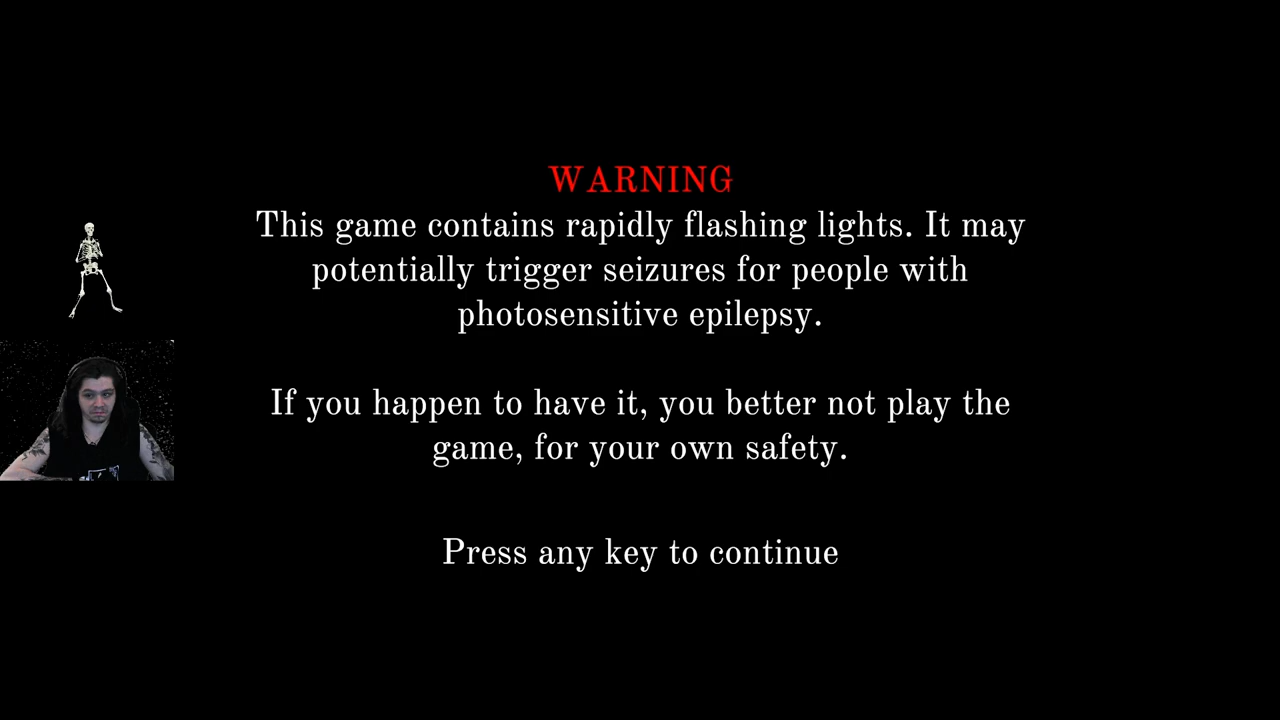 WARNING
This game contains rapidly flashing lights. It may
potentially trigger seizures for people with
photosensitive epilepsy.
If you happen to have it, you better not play the
game, for your own safety.
Press any key to continue